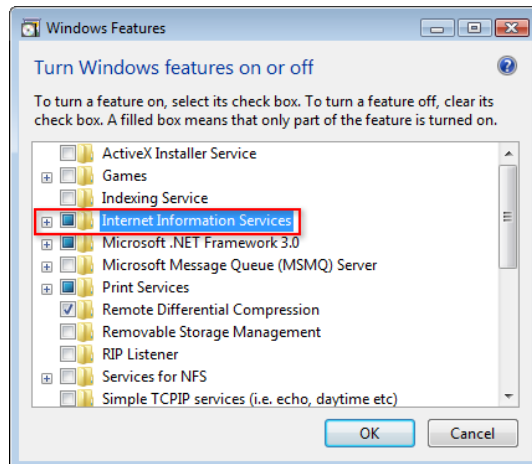 Windows Features
Turn Windows features on or off
To turn a feature on, select its check box. To turn a feature off, clear its
check box. A filled box means that only part of the feature is turned on.
ActiveX Installer Service
Games
Indexing Service
Internet Information Services
Microsoft .NET Framework 3.0
Microsoft Message Queue (MSMQ) Server
Print Services
Remote Differential Compression
Removable Storage Management
RIP Listener
Services for NFS
Simple TCPIP services (i.e. echo, daytime etc)
OK Cancel